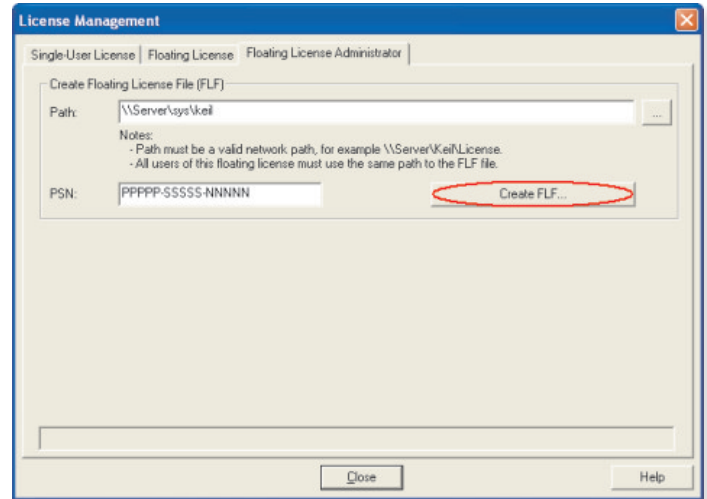 License Management
Single-User License Floating License Floating License Administrator
Create Floating License File (FLF)
Path: \\Server\sys\keil ...
Notes:
- Path must be a valid network path, for example \\Server\Keil\License.
- All users of this floating license must use the same path to the FLF file.
PSN: PPPPP-SSSSS-NNNNN Create FLF...
Close Help